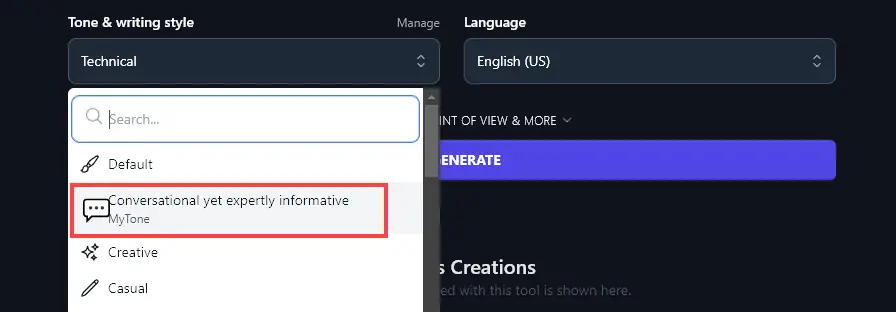 Tone & writing style
Manage
Language
Technical
English (US)
Search...
INT OF VIEW & MORE
Default
ENERATE
Conversational yet expertly informative
MyTone
Creative
s Creations
Casual
ed with this tool is shown here.